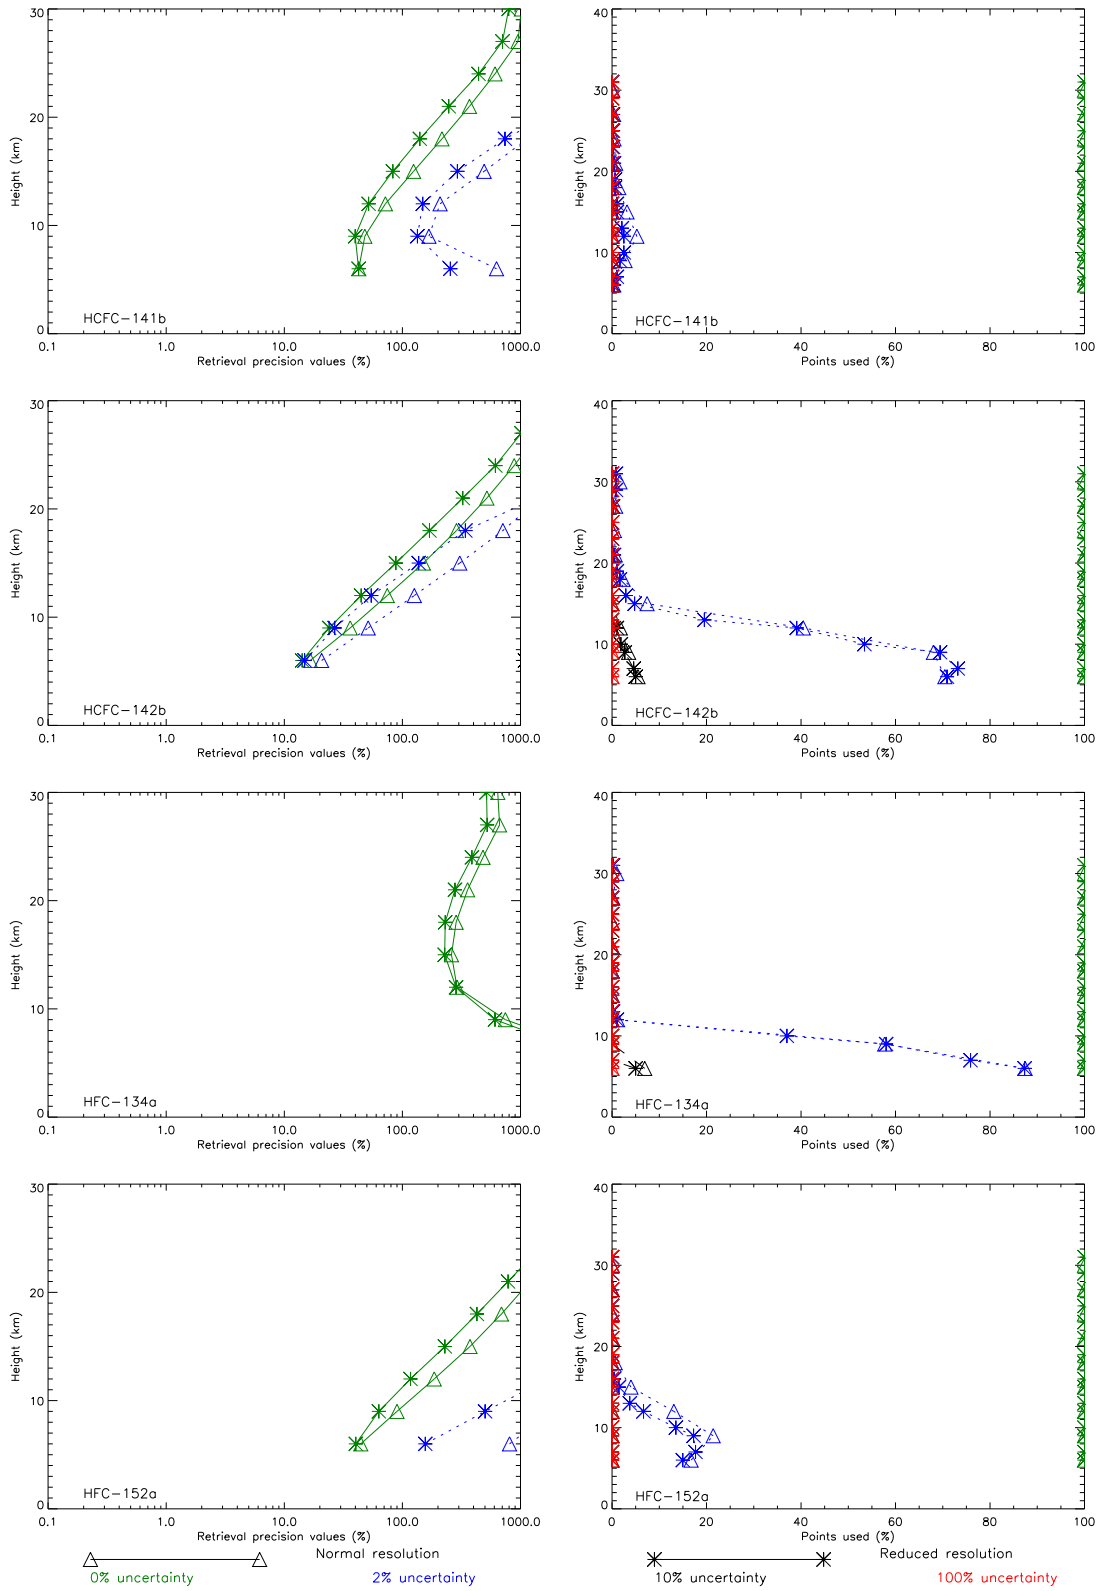 30
20
10
0
Height (km)
HCFC-141b
0.1 1.0 10.0 100.0 1000.0
Retrieval precision values (%)
40
30
20
10
0
Height (km)
HCFC-141b
0 20 40 60 80 100
Points used (%)
30
20
10
0
Height (km)
HCFC-142b
0.1 1.0 10.0 100.0 1000.0
Retrieval precision values (%)
40
30
20
10
0
Height (km)
HCFC-142b
0 20 40 60 80 100
Points used (%)
30
20
10
0
Height (km)
HFC-134a
0.1 1.0 10.0 100.0 1000.0
Retrieval precision values (%)
40
30
20
10
0
Height (km)
HFC-134a
0 20 40 60 80 100
Points used (%)
30
20
10
0
Height (km)
HFC-152a
0.1 1.0 10.0 100.0 1000.0
Retrieval precision values (%)
40
30
20
10
0
Height (km)
HFC-152a
0 20 40 60 80 100
Points used (%)
Normal resolution Reduced resolution
0% uncertainty 2% uncertainty 10% uncertainty 100% uncertainty